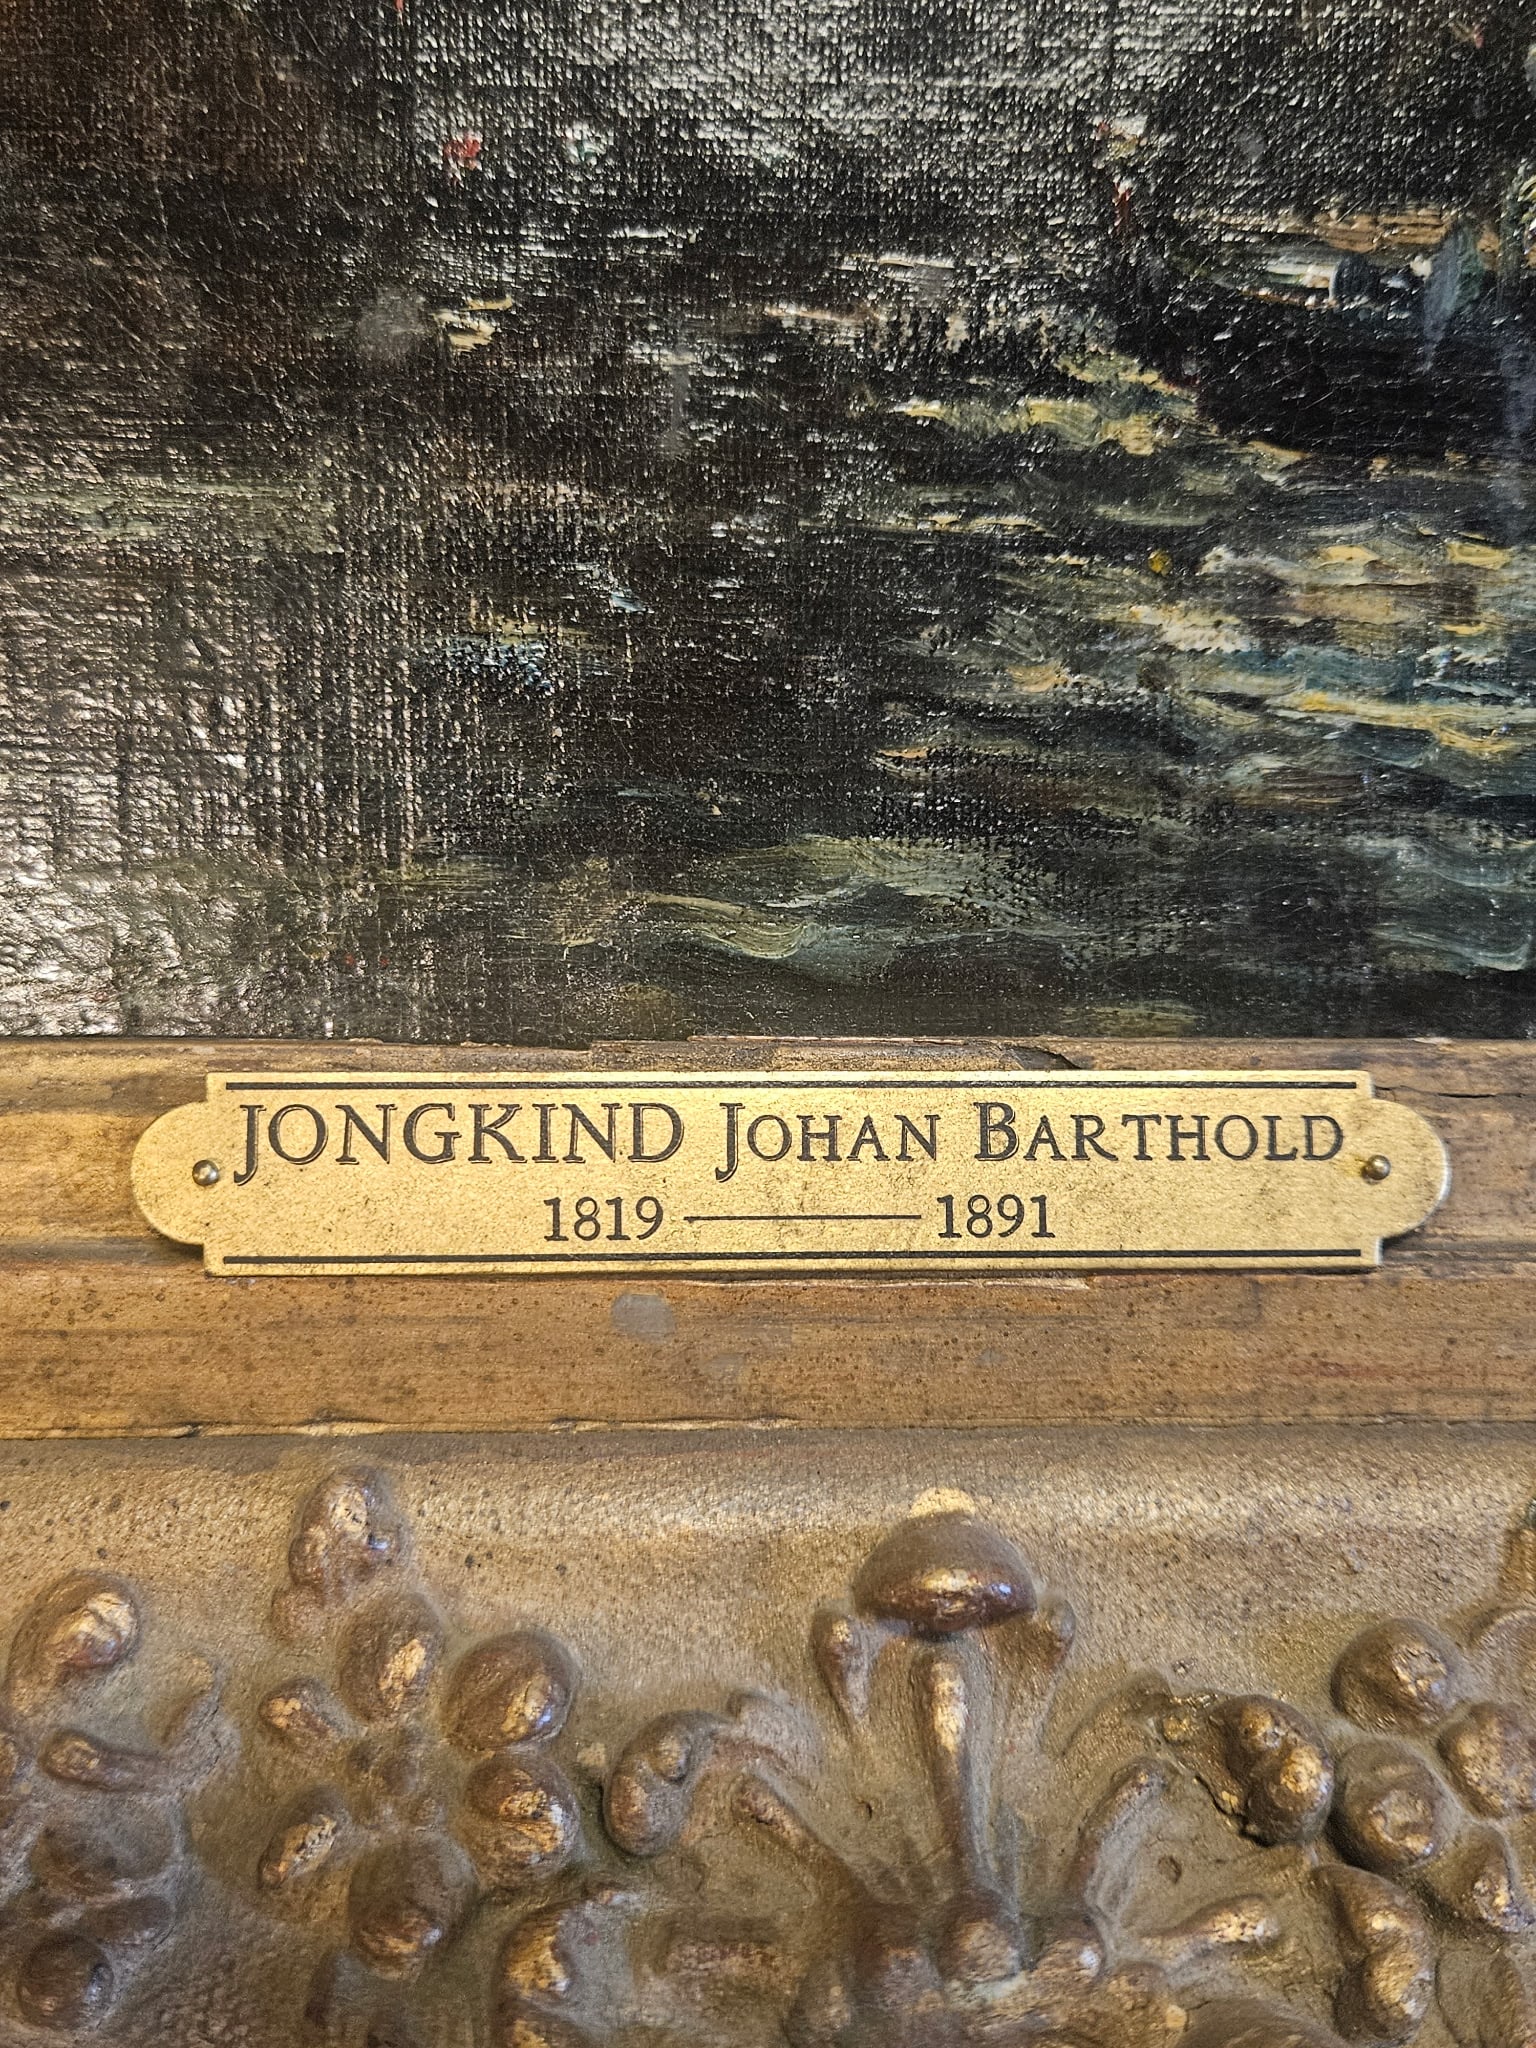 JONGKIND JOHAN BARTHOLD
1819 — 1891